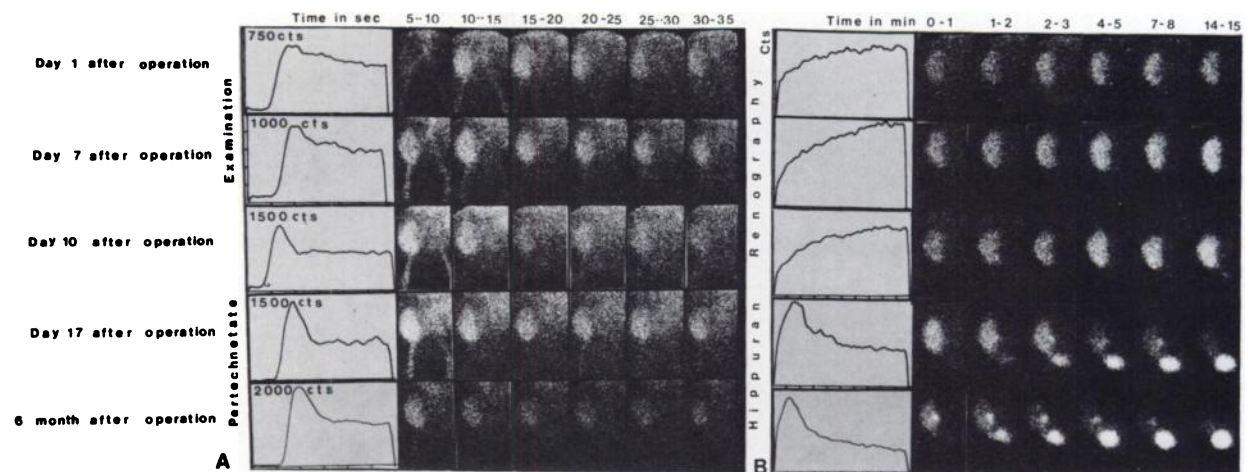 Time in sec 5-10 10-15 15-20 20-25 25-30 30-35
Time in min 0-1 1-2 2-3 4-5 7-8 14-15
Day 1 after operation
750cts
Day 7 after operation
1000 cts
Day 10 after operation
1500 cts
Day 17 after operation
1500 cts
6 month after operation
2000 cts
Pertechnetate Examination
A
Hippuran Renography Cts
B